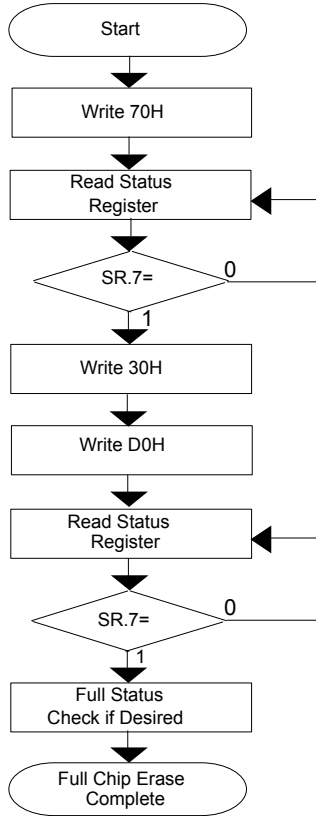 Start
Write 70H
Read Status
Register
SR.7=
0
1
Write 30H
Write D0H
Read Status
Register
SR.7=
0
1
Full Status
Check if Desired
Full Chip Erase
Complete